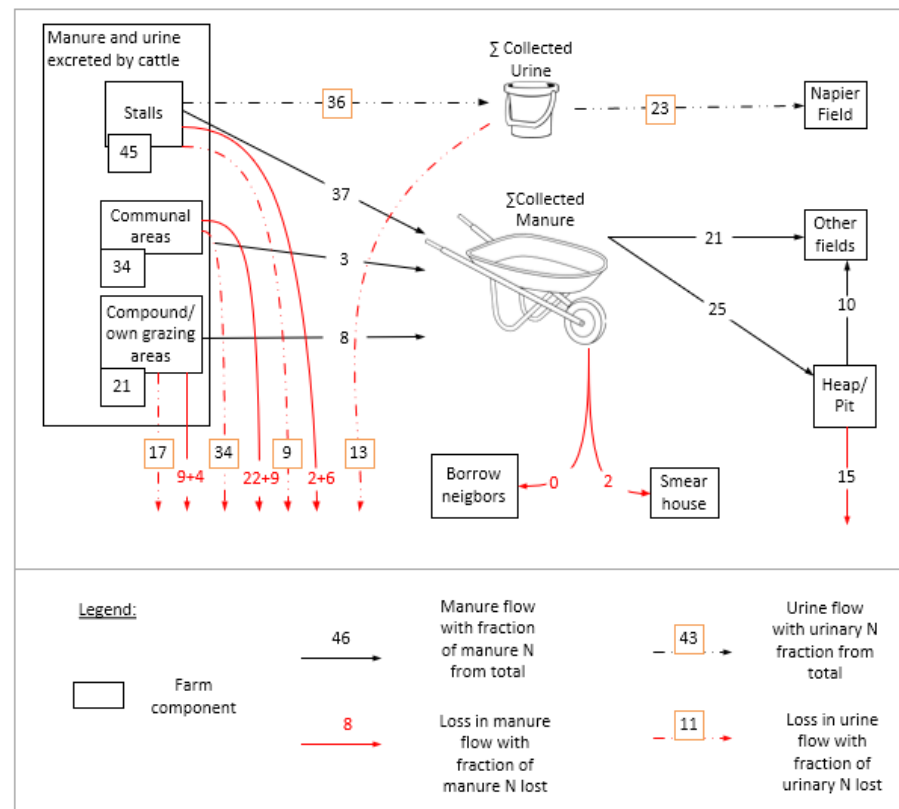 Manure and urine
excreted by cattle
Stalls
45
Communal
areas
34
Compound/
own grazing
areas
21
36
∑ Collected
Urine
23
Napier
Field
37
3
8
∑Collected
Manure
21
Other
fields
25
10
Heap/
Pit
15
17
9+4
34
22+9
9
2+6
13
Borrow
neigbors
0
2
Smear
house
Legend:
Farm
component
46
Manure flow
with fraction
of manure N
from total
43
Urine flow
with urinary N
fraction from
total
8
Loss in manure
flow with
fraction of
manure N lost
11
Loss in urine
flow with
fraction of
urinary N lost